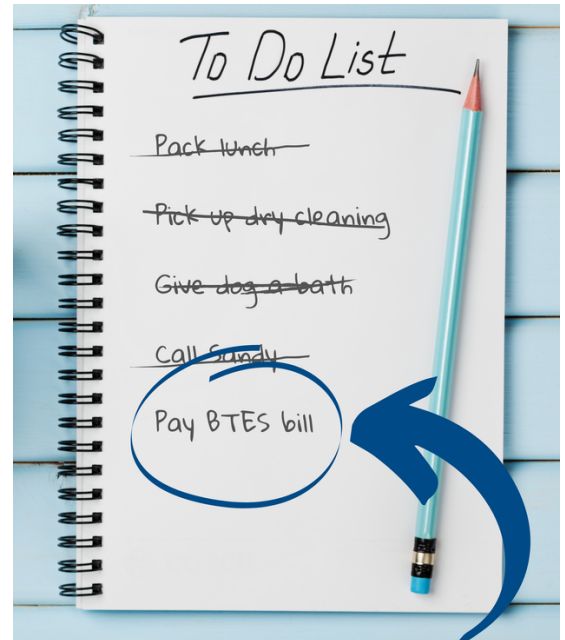 To Do List
Pack lunch
Pick up dry cleaning
Give dog a bath
Call Sandy
Pay BTES bill